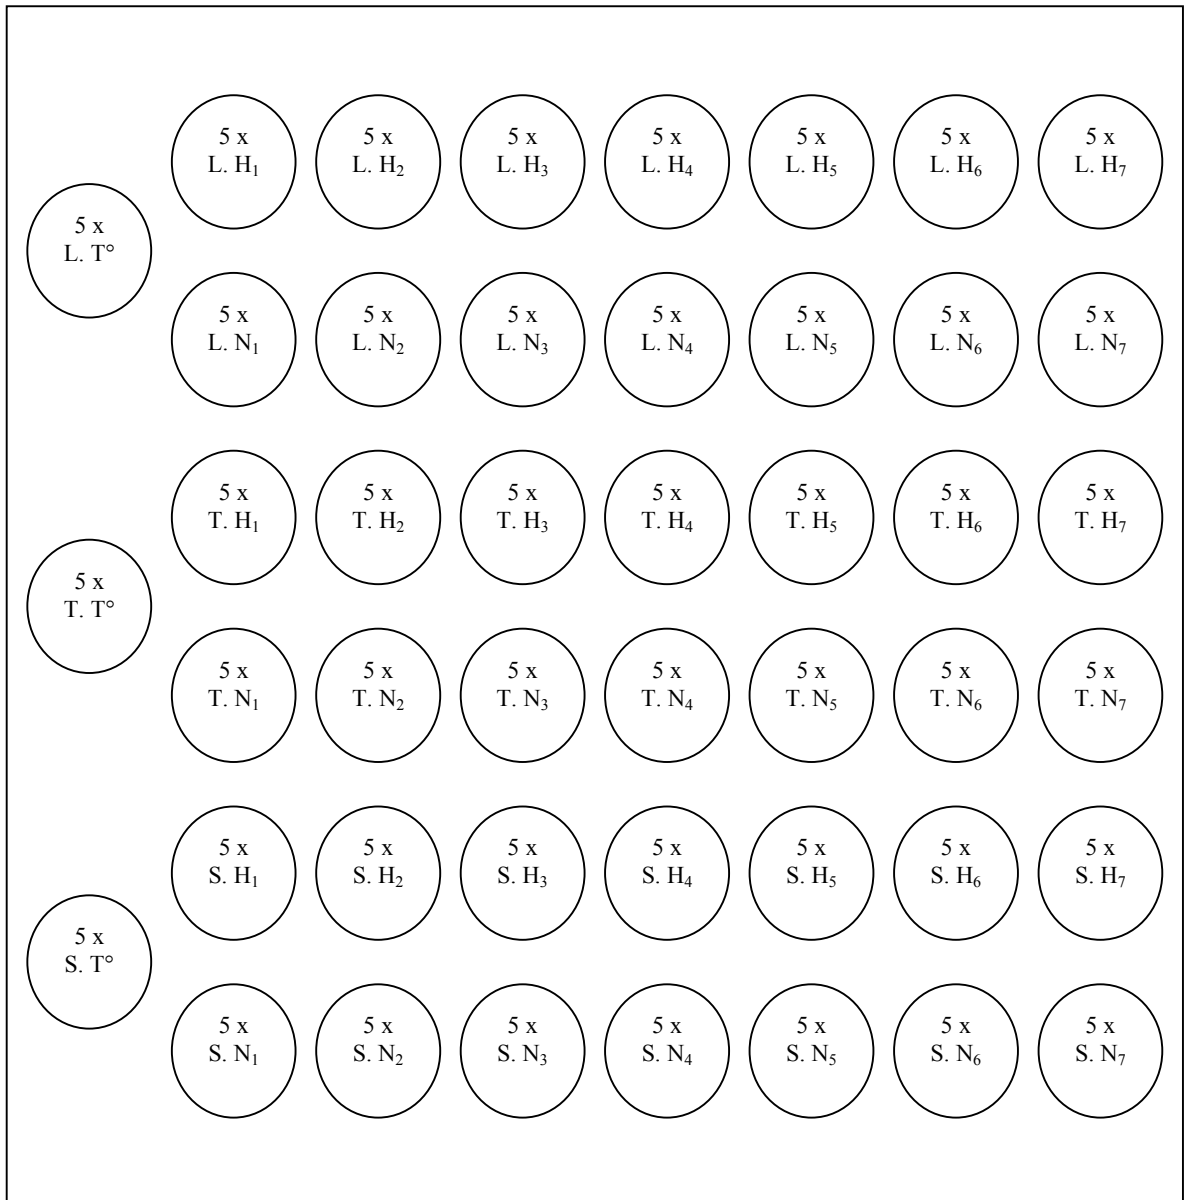 5 x
L. H₁
5 x
L. H₂
5 x
L. H₃
5 x
L. H₄
5 x
L. H₅
5 x
L. H₆
5 x
L. H₇
5 x
L. T°
5 x
L. N₁
5 x
L. N₂
5 x
L. N₃
5 x
L. N₄
5 x
L. N₅
5 x
L. N₆
5 x
L. N₇
5 x
T. H₁
5 x
T. H₂
5 x
T. H₃
5 x
T. H₄
5 x
T. H₅
5 x
T. H₆
5 x
T. H₇
5 x
T. T°
5 x
T. N₁
5 x
T. N₂
5 x
T. N₃
5 x
T. N₄
5 x
T. N₅
5 x
T. N₆
5 x
T. N₇
5 x
S. H₁
5 x
S. H₂
5 x
S. H₃
5 x
S. H₄
5 x
S. H₅
5 x
S. H₆
5 x
S. H₇
5 x
S. T°
5 x
S. N₁
5 x
S. N₂
5 x
S. N₃
5 x
S. N₄
5 x
S. N₅
5 x
S. N₆
5 x
S. N₇